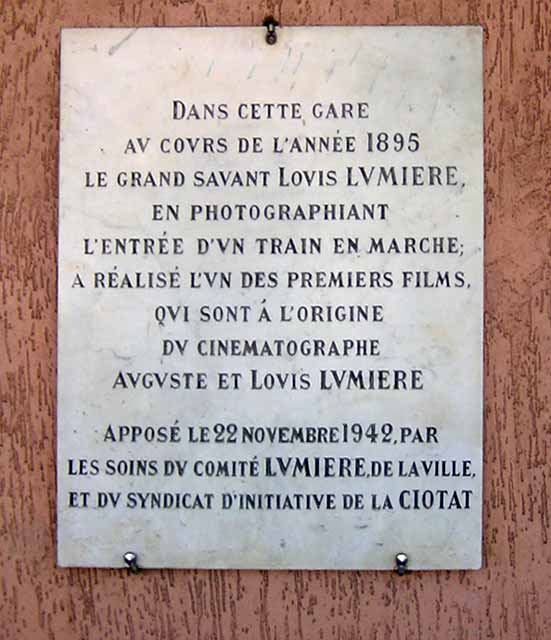 DANS CETTE GARE
AV COVRS DE L'ANNÉE 1895
LE GRAND SAVANT LOVIS LVMIERE,
EN PHOTOGRAPHIANT
L'ENTRÉE D'VN TRAIN EN MARCHE;
A RÉALISÉ L'VN DES PREMIERS FILMS,
QVI SONT Á L'ORIGINE
DV CINEMATOGRAPHE
AVGVSTE ET LOVIS LVMIERE
APPOSÉ LE 22 NOVEMBRE 1942, PAR
LES SOINS DV COMITÉ LVMIERE, DE LA VILLE,
ET DV SYNDICAT D'INITIATIVE DE LA CIOTAT